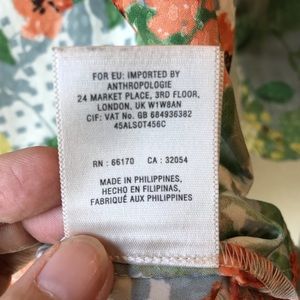 FOR EU: IMPORTED BY
ANTHROPOLOGIE
24 MARKET PLACE, 3RD FLOOR,
LONDON, UK W1W8AN
CIF: VAT No. GB 684936382
45ALSOT456C
RN : 66170 CA : 32054
MADE IN PHILIPPINES,
HECHO EN FILIPINAS,
FABRIQUÉ AUX PHILIPPINES